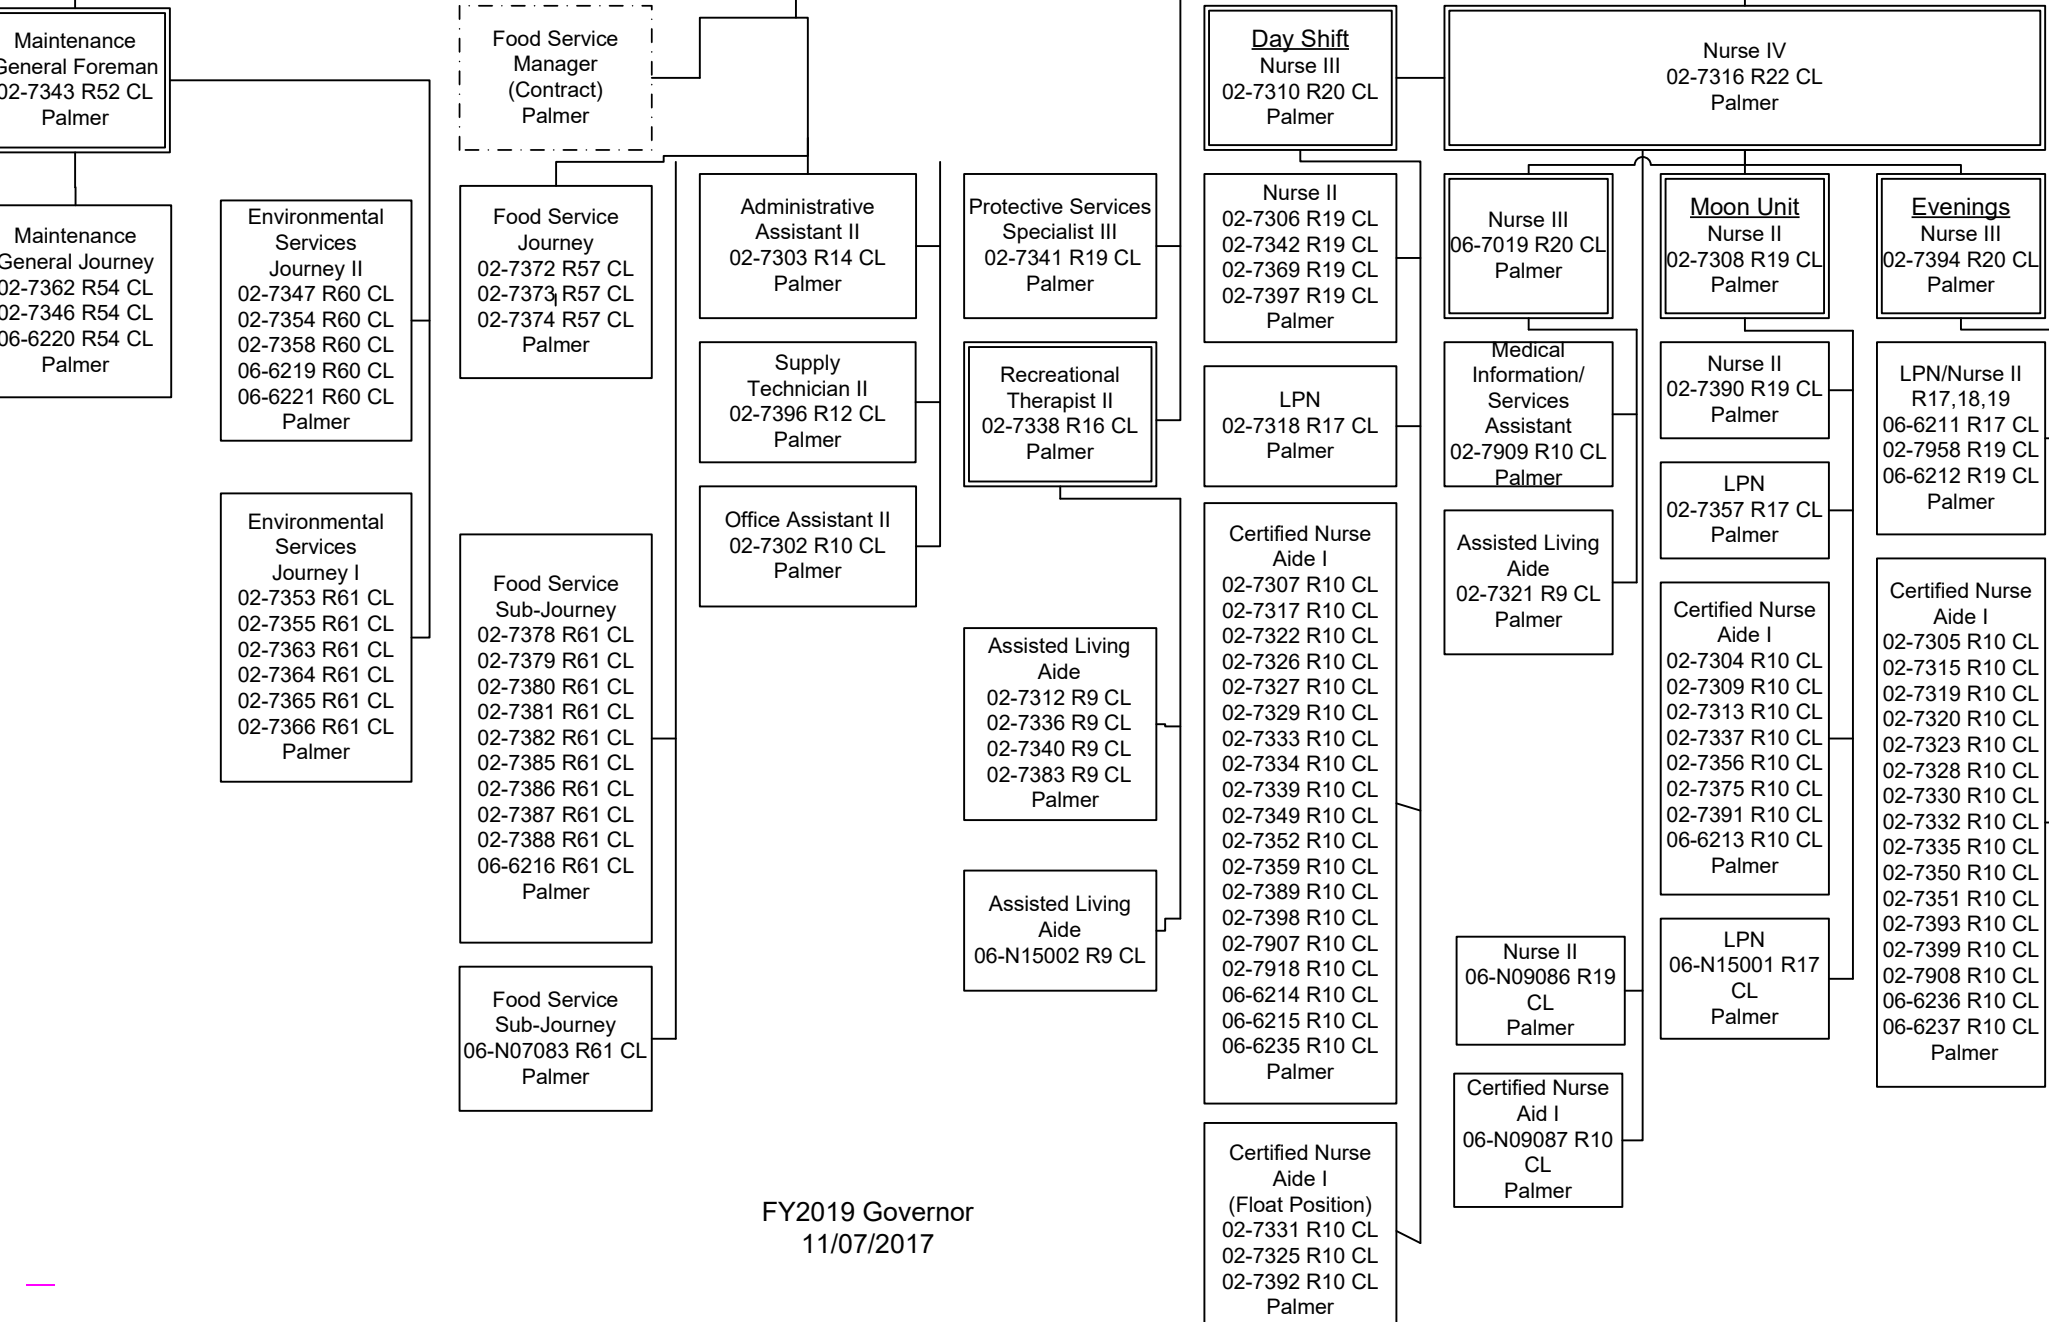 Maintenance
General Foreman
02-7343 R52 CL
Palmer
Maintenance
General Journey
02-7362 R54 CL
02-7346 R54 CL
06-6220 R54 CL
Palmer
Environmental
Services
Journey II
02-7347 R60 CL
02-7354 R60 CL
02-7358 R60 CL
06-6219 R60 CL
06-6221 R60 CL
Palmer
Environmental
Services
Journey I
02-7353 R61 CL
02-7355 R61 CL
02-7363 R61 CL
02-7364 R61 CL
02-7365 R61 CL
02-7366 R61 CL
Palmer
Food Service
Manager
(Contract)
Palmer
Food Service
Journey
02-7372 R57 CL
02-7373 R57 CL
02-7374 R57 CL
Palmer
Food Service
Sub-Journey
02-7378 R61 CL
02-7379 R61 CL
02-7380 R61 CL
02-7381 R61 CL
02-7382 R61 CL
02-7385 R61 CL
02-7386 R61 CL
02-7387 R61 CL
02-7388 R61 CL
06-6216 R61 CL
Palmer
Food Service
Sub-Journey
06-N07083 R61 CL
Palmer
Administrative
Assistant II
02-7303 R14 CL
Palmer
Supply
Technician II
02-7396 R12 CL
Palmer
Office Assistant II
02-7302 R10 CL
Palmer
Protective Services
Specialist III
02-7341 R19 CL
Palmer
Recreational
Therapist II
02-7338 R16 CL
Palmer
Assisted Living
Aide
02-7312 R9 CL
02-7336 R9 CL
02-7340 R9 CL
02-7383 R9 CL
Palmer
Assisted Living
Aide
06-N15002 R9 CL
Day Shift
Nurse III
02-7310 R20 CL
Palmer
Nurse II
02-7306 R19 CL
02-7342 R19 CL
02-7369 R19 CL
02-7397 R19 CL
Palmer
LPN
02-7318 R17 CL
Palmer
Certified Nurse
Aide I
02-7307 R10 CL
02-7317 R10 CL
02-7322 R10 CL
02-7326 R10 CL
02-7327 R10 CL
02-7329 R10 CL
02-7333 R10 CL
02-7334 R10 CL
02-7339 R10 CL
02-7349 R10 CL
02-7352 R10 CL
02-7359 R10 CL
02-7389 R10 CL
02-7398 R10 CL
02-7907 R10 CL
02-7918 R10 CL
06-6214 R10 CL
06-6215 R10 CL
06-6235 R10 CL
Palmer
Certified Nurse
Aide I
(Float Position)
02-7331 R10 CL
02-7325 R10 CL
02-7392 R10 CL
Palmer
Nurse IV
02-7316 R22 CL
Palmer
Nurse III
06-7019 R20 CL
Palmer
Medical
Information/
Services
Assistant
02-7909 R10 CL
Palmer
Assisted Living
Aide
02-7321 R9 CL
Palmer
Nurse II
06-N09086 R19
CL
Palmer
Certified Nurse
Aid I
06-N09087 R10
CL
Palmer
Moon Unit
Nurse II
02-7308 R19 CL
Palmer
Nurse II
02-7390 R19 CL
Palmer
LPN
02-7357 R17 CL
Palmer
Certified Nurse
Aide I
02-7304 R10 CL
02-7309 R10 CL
02-7313 R10 CL
02-7337 R10 CL
02-7356 R10 CL
02-7375 R10 CL
02-7391 R10 CL
06-6213 R10 CL
Palmer
LPN
06-N15001 R17
CL
Palmer
Evenings
Nurse III
02-7394 R20 CL
Palmer
LPN/Nurse II
R17,18,19
06-6211 R17 CL
02-7958 R19 CL
06-6212 R19 CL
Palmer
Certified Nurse
Aide I
02-7305 R10 CL
02-7315 R10 CL
02-7319 R10 CL
02-7320 R10 CL
02-7323 R10 CL
02-7328 R10 CL
02-7330 R10 CL
02-7332 R10 CL
02-7335 R10 CL
02-7350 R10 CL
02-7351 R10 CL
02-7393 R10 CL
02-7399 R10 CL
02-7908 R10 CL
06-6236 R10 CL
06-6237 R10 CL
Palmer
FY2019 Governor
11/07/2017